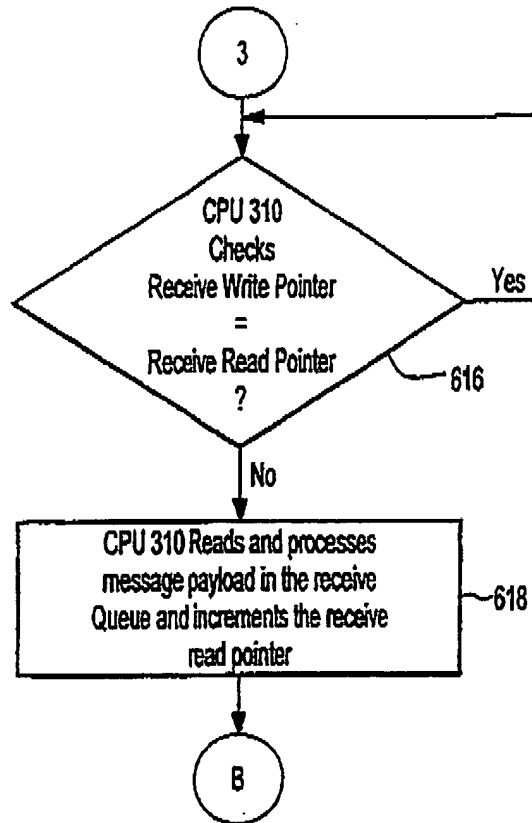 3
CPU 310
Checks
Receive Write Pointer
=
Receive Read Pointer
?
Yes
616
No
CPU 310 Reads and processes
message payload in the receive
Queue and increments the receive
read pointer
618
B